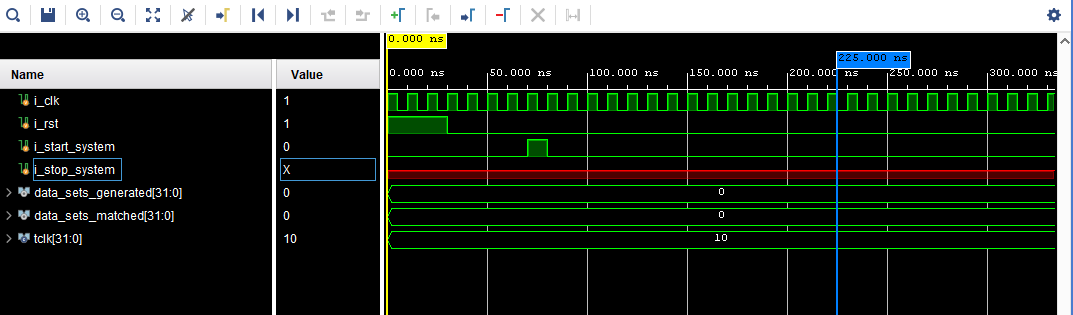 0.000 ns
225.000 ns
Name Value
0.000 ns 50.000 ns 100.000 ns 150.000 ns 200.000 ns 250.000 ns 300.000 ns
i_clk 1
i_rst 1
i_start_system 0
i_stop_system X
data_sets_generated[31:0] 0 0
data_sets_matched[31:0] 0 0
tclk[31:0] 10 10